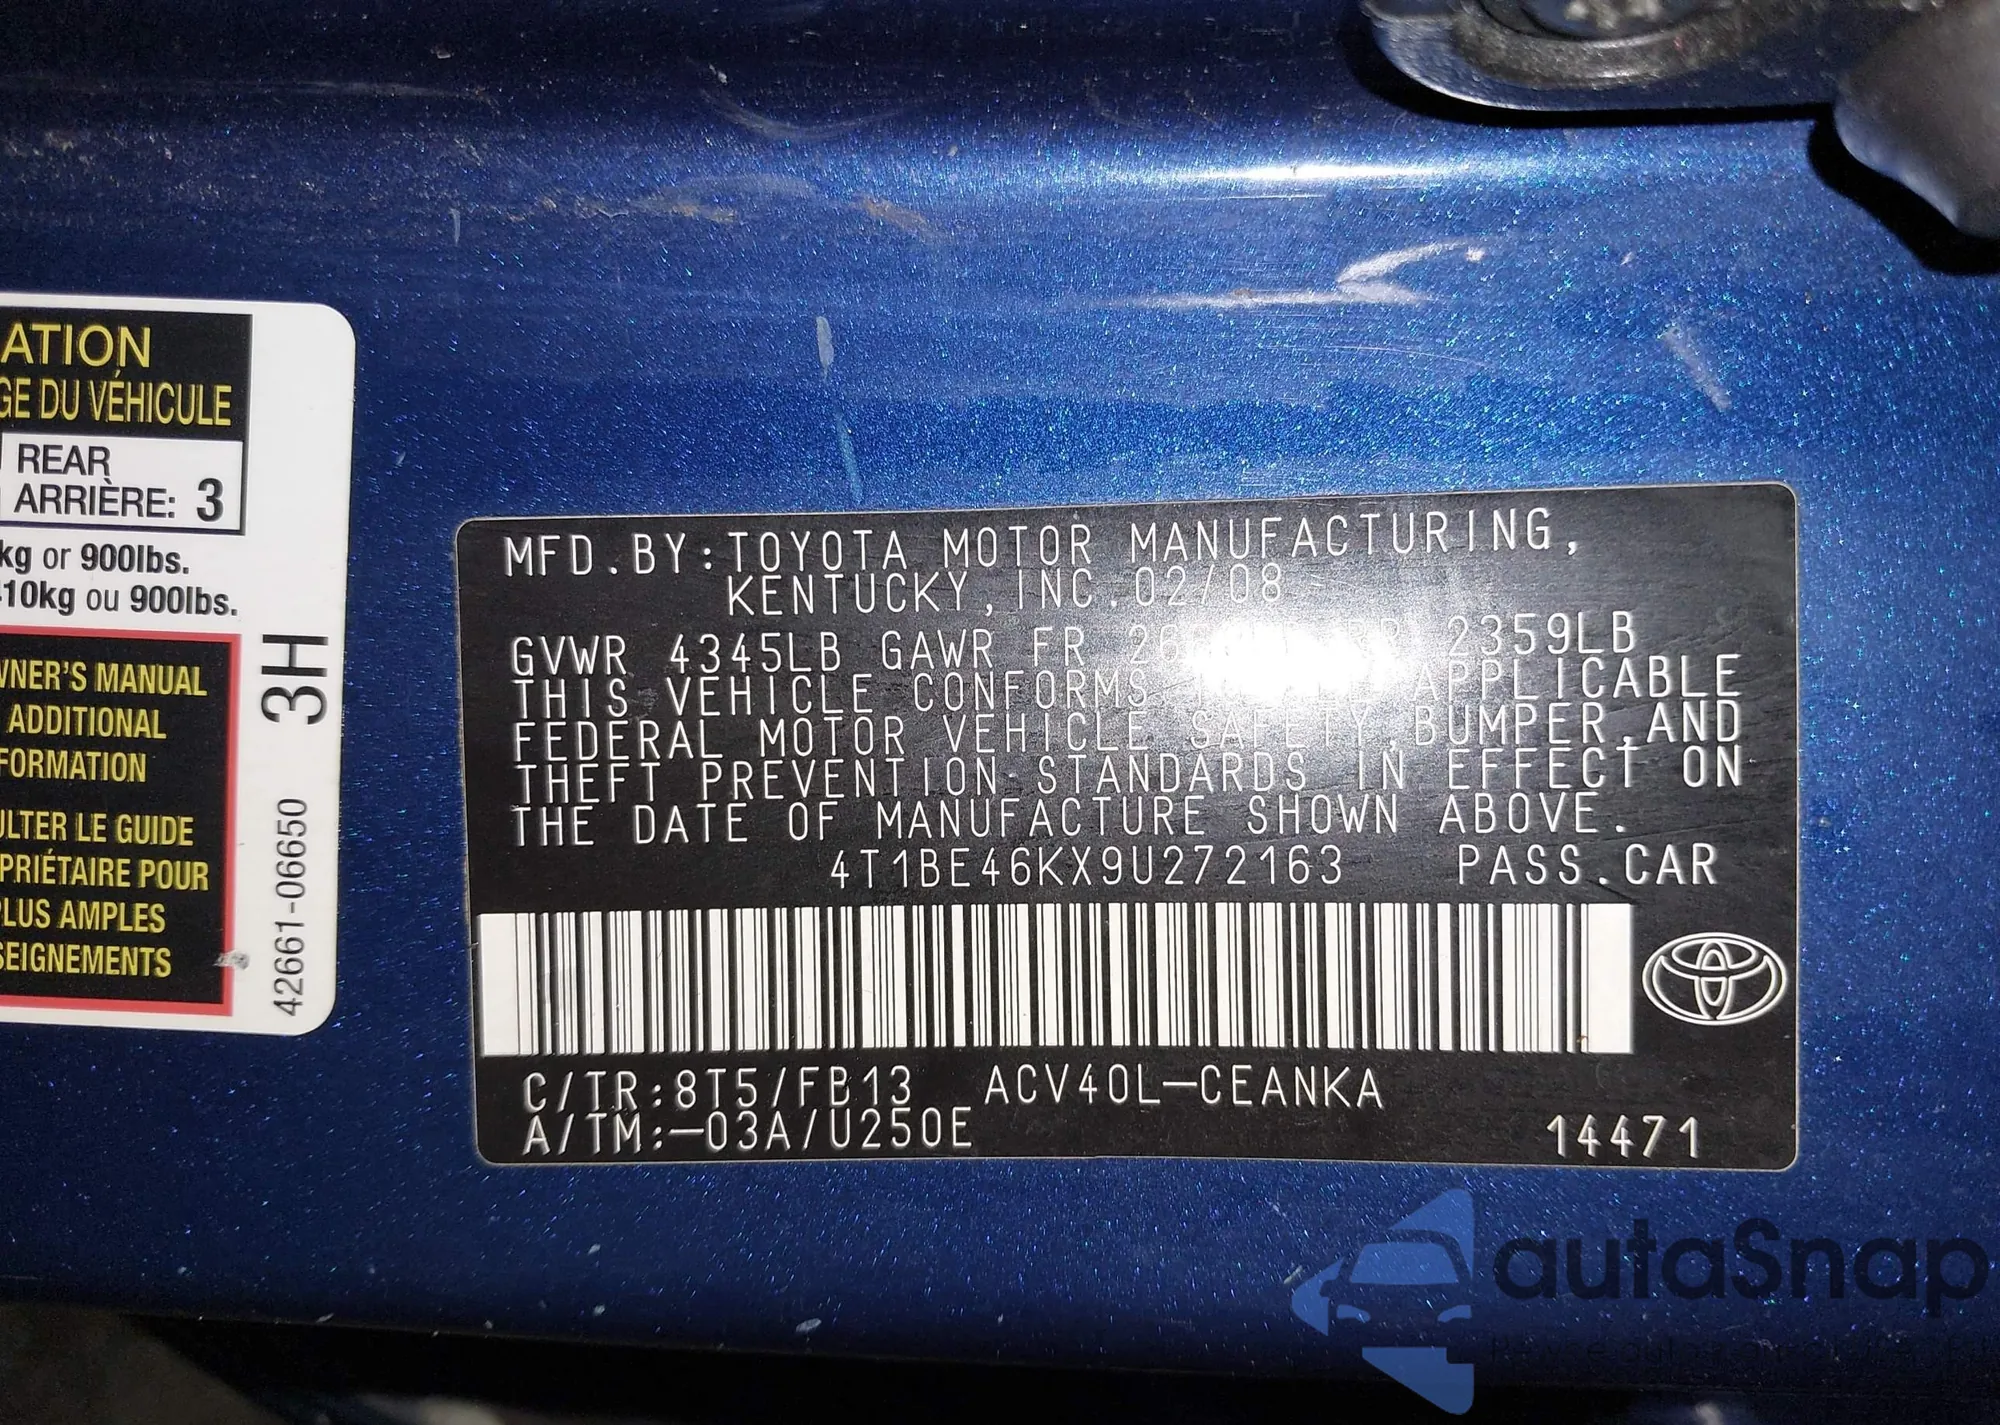 ATION
GE DU VÉHICULE
REAR
ARRIÈRE: 3
kg or 900lbs.
410kg ou 900lbs.
WNER'S MANUAL
ADDITIONAL
FORMATION
ULTER LE GUIDE
PRIÉTAIRE POUR
PLUS AMPLES
SEIGNEMENTS
42661-06650 3H
MFD.BY:TOYOTA MOTOR MANUFACTURING,
KENTUCKY,INC.02/08
GVWR 4345LB GAWR FR RR 2359LB
THIS VEHICLE CONFORMS APPLICABLE
FEDERAL MOTOR VEHICLE SAFETY,BUMPER,AND
THEFT PREVENTION STANDARDS IN EFFECT ON
THE DATE OF MANUFACTURE SHOWN ABOVE.
4T1BE46KX9U272163 PASS.CAR
C/TR:8T5/FB13 ACV40L-CEANKA
A/TM:-03A/U250E
14471
autaSnap